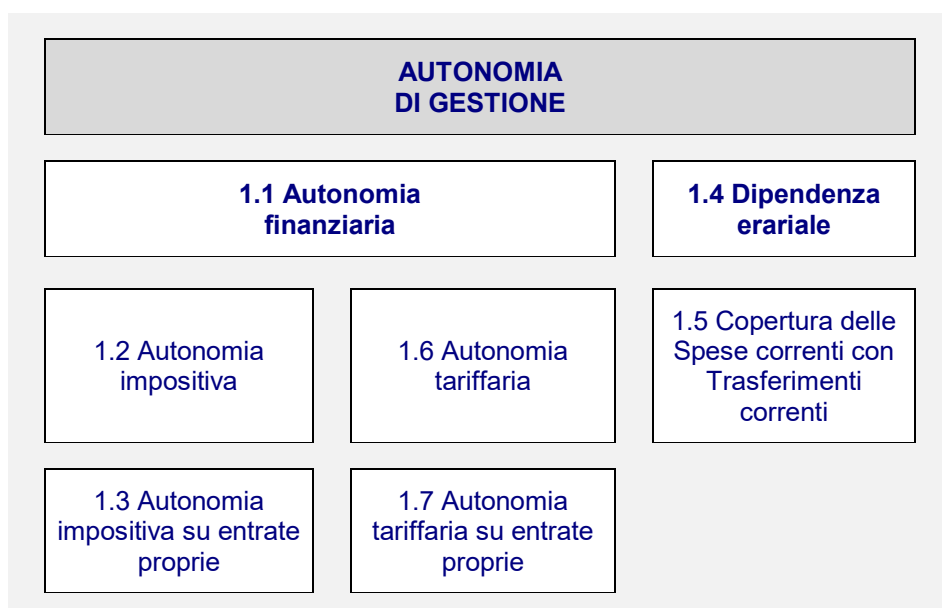 AUTONOMIA
DI GESTIONE
1.1 Autonomia
finanziaria
1.4 Dipendenza
erariale
1.2 Autonomia
impositiva
1.6 Autonomia
tariffaria
1.5 Copertura delle
Spese correnti con
Trasferimenti
correnti
1.3 Autonomia
impositiva su entrate
proprie
1.7 Autonomia
tariffaria su entrate
proprie